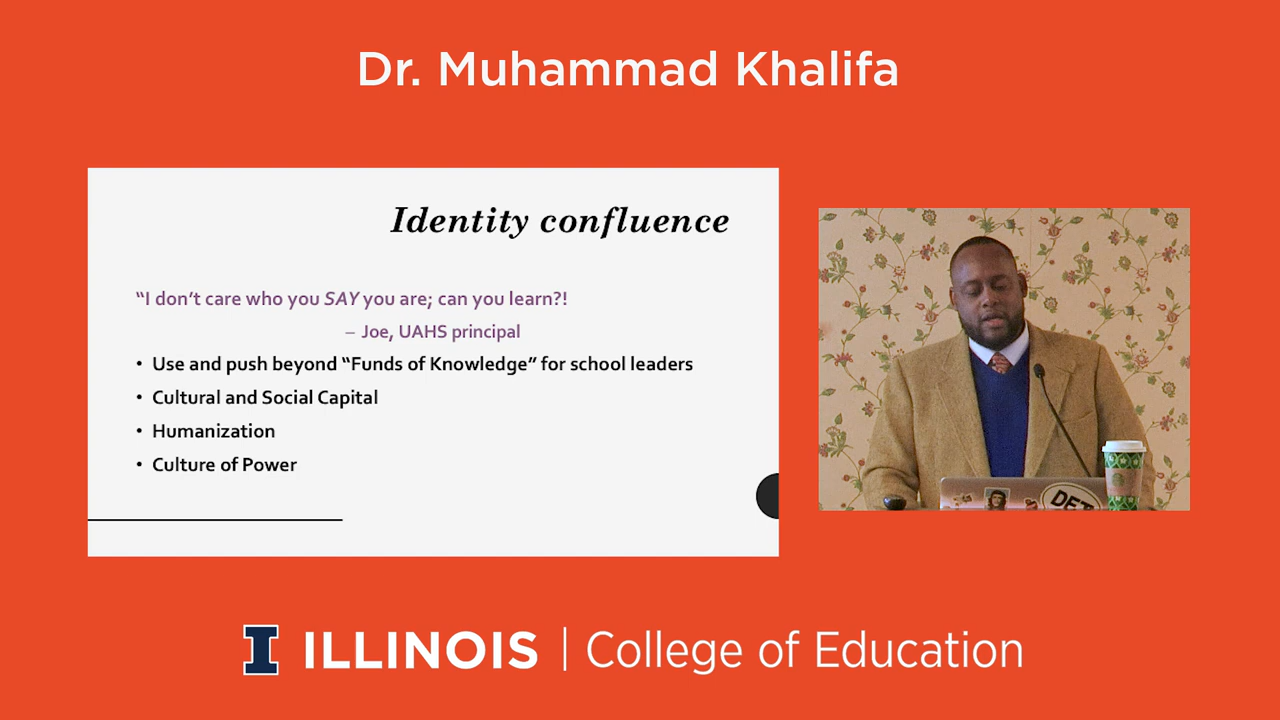 Dr. Muhammad Khalifa
Identity confluence
“I don’t care who you SAY you are; can you learn?!
– Joe, UAHS principal
• Use and push beyond “Funds of Knowledge” for school leaders
• Cultural and Social Capital
• Humanization
• Culture of Power
DET
I ILLINOIS | College of Education